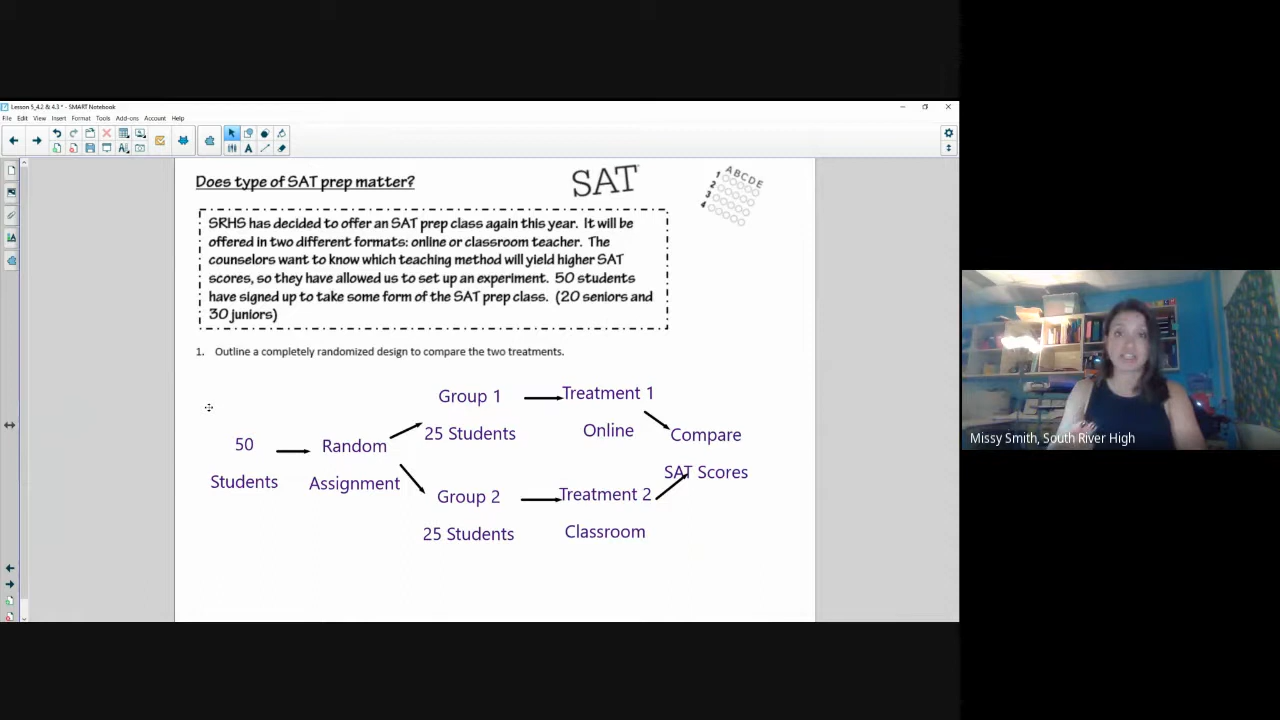 Lesson 5_4.2 & 4.3 * - SMART Notebook
File Edit View Insert Format Tools Add-ons Account Help
Does type of SAT prep matter?
SAT
A B C D E
1
2
3
4
SRHS has decided to offer an SAT prep class again this year. It will be
offered in two different formats: online or classroom teacher. The
counselors want to know which teaching method will yield higher SAT
scores, so they have allowed us to set up an experiment. 50 students
have signed up to take some form of the SAT prep class. (20 seniors and
30 juniors)
1. Outline a completely randomized design to compare the two treatments.
50
Students
Random
Assignment
Group 1
25 Students
Treatment 1
Online
Group 2
25 Students
Treatment 2
Classroom
Compare
SAT Scores
Missy Smith, South River High